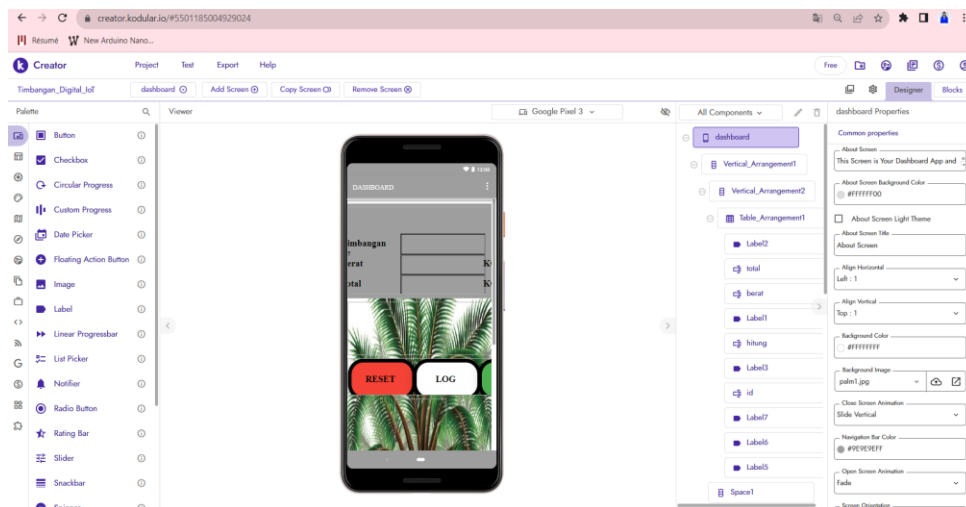 creator.kodular.io/#5501185004929024
Résumé New Arduino Nano...
Creator Project Test Export Help Free
Timbangan_Digital_IoT dashboard Add Screen Copy Screen Remove Screen Designer Blocks
Palette
Button
Checkbox
Circular Progress
Custom Progress
Date Picker
Floating Action Button
Image
Label
Linear Progressbar
List Picker
Notifier
Radio Button
Rating Bar
Slider
Snackbar
Viewer
Google Pixel 3
DASHBOARD
imbangan
erat
otal
RESET LOG
All Components
dashboard
Vertical_Arrangement1
Vertical_Arrangement2
Table_Arrangement1
Label2
total
berat
Label1
hitung
Label3
id
Label7
Label6
Label5
Space1
dashboard Properties
Common properties
About Screen
This Screen is Your Dashboard App and
About Screen Background Color
#FFFFFF00
About Screen Light Theme
About Screen Title
About Screen
Align Horizontal
Left : 1
Align Vertical
Top : 1
Background Color
#FFFFFFFF
Background Image
palm1.jpg
Close Screen Animation
Slide Vertical
Navigation Bar Color
#9E9E9EFF
Open Screen Animation
Fade
Screen Orientation